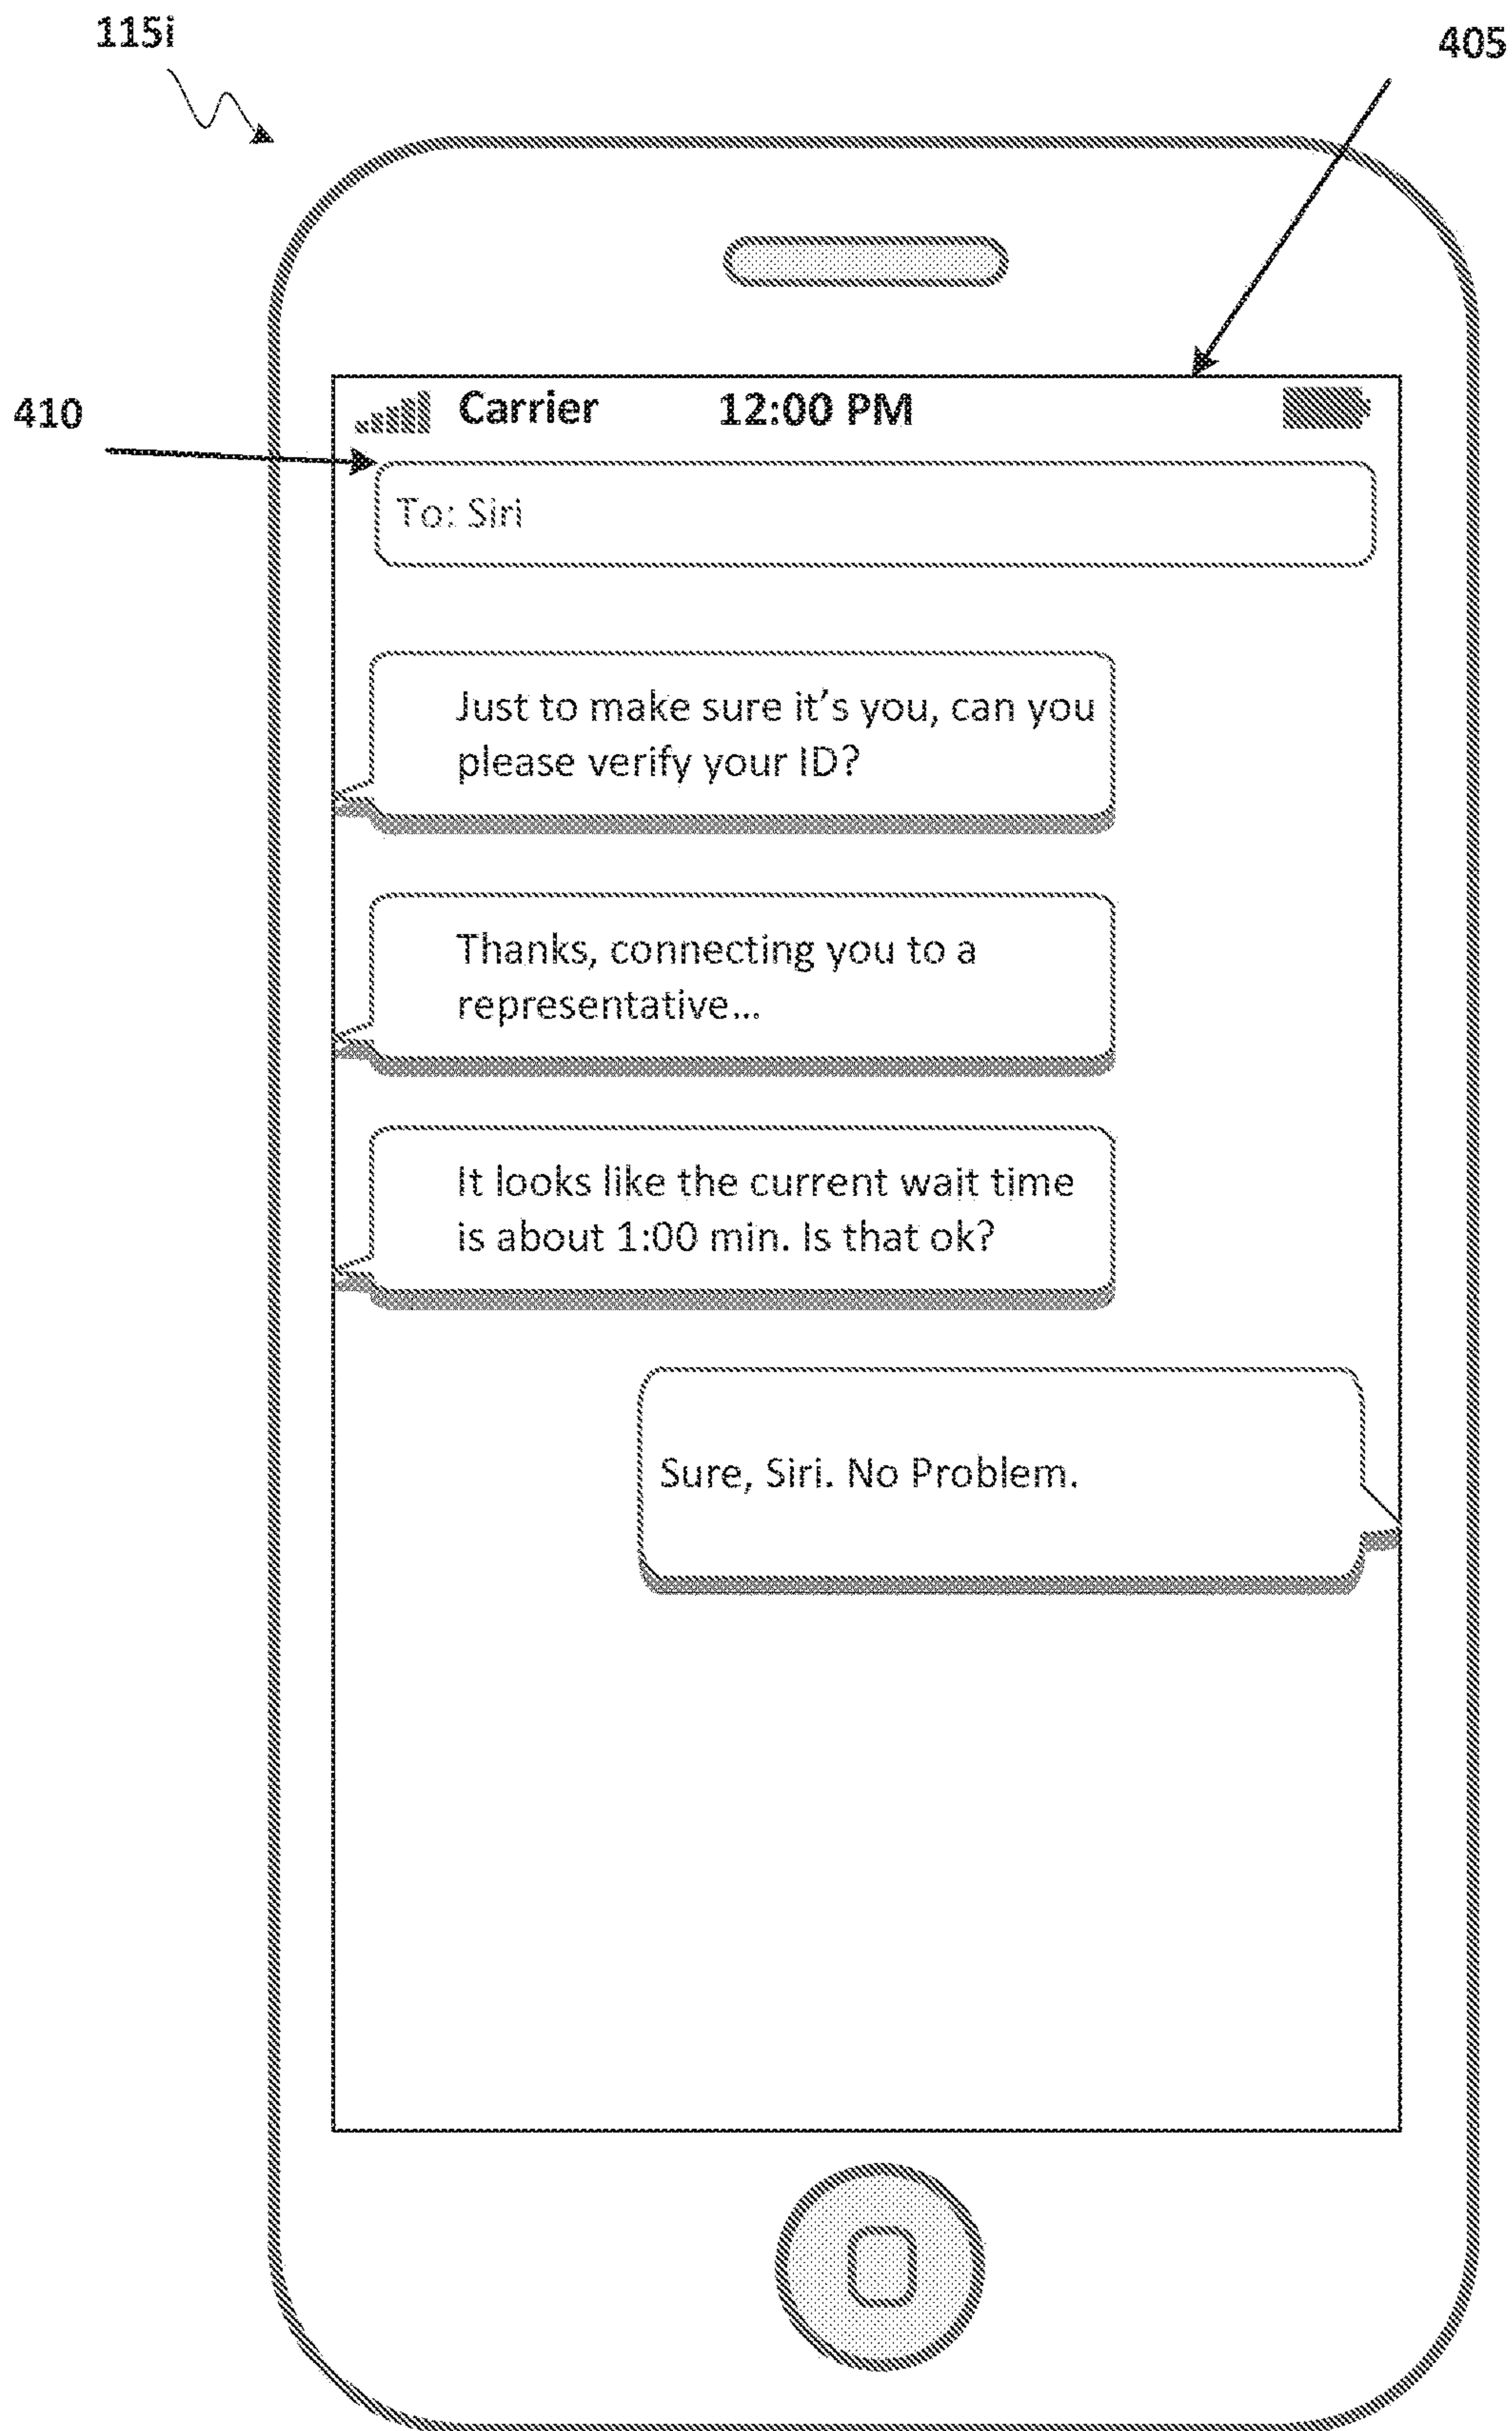 115i
405
410
Carrier 12:00 PM
To: Siri
Just to make sure it's you, can you
please verify your ID?
Thanks, connecting you to a
representative...
It looks like the current wait time
is about 1:00 min. Is that ok?
Sure, Siri. No Problem.